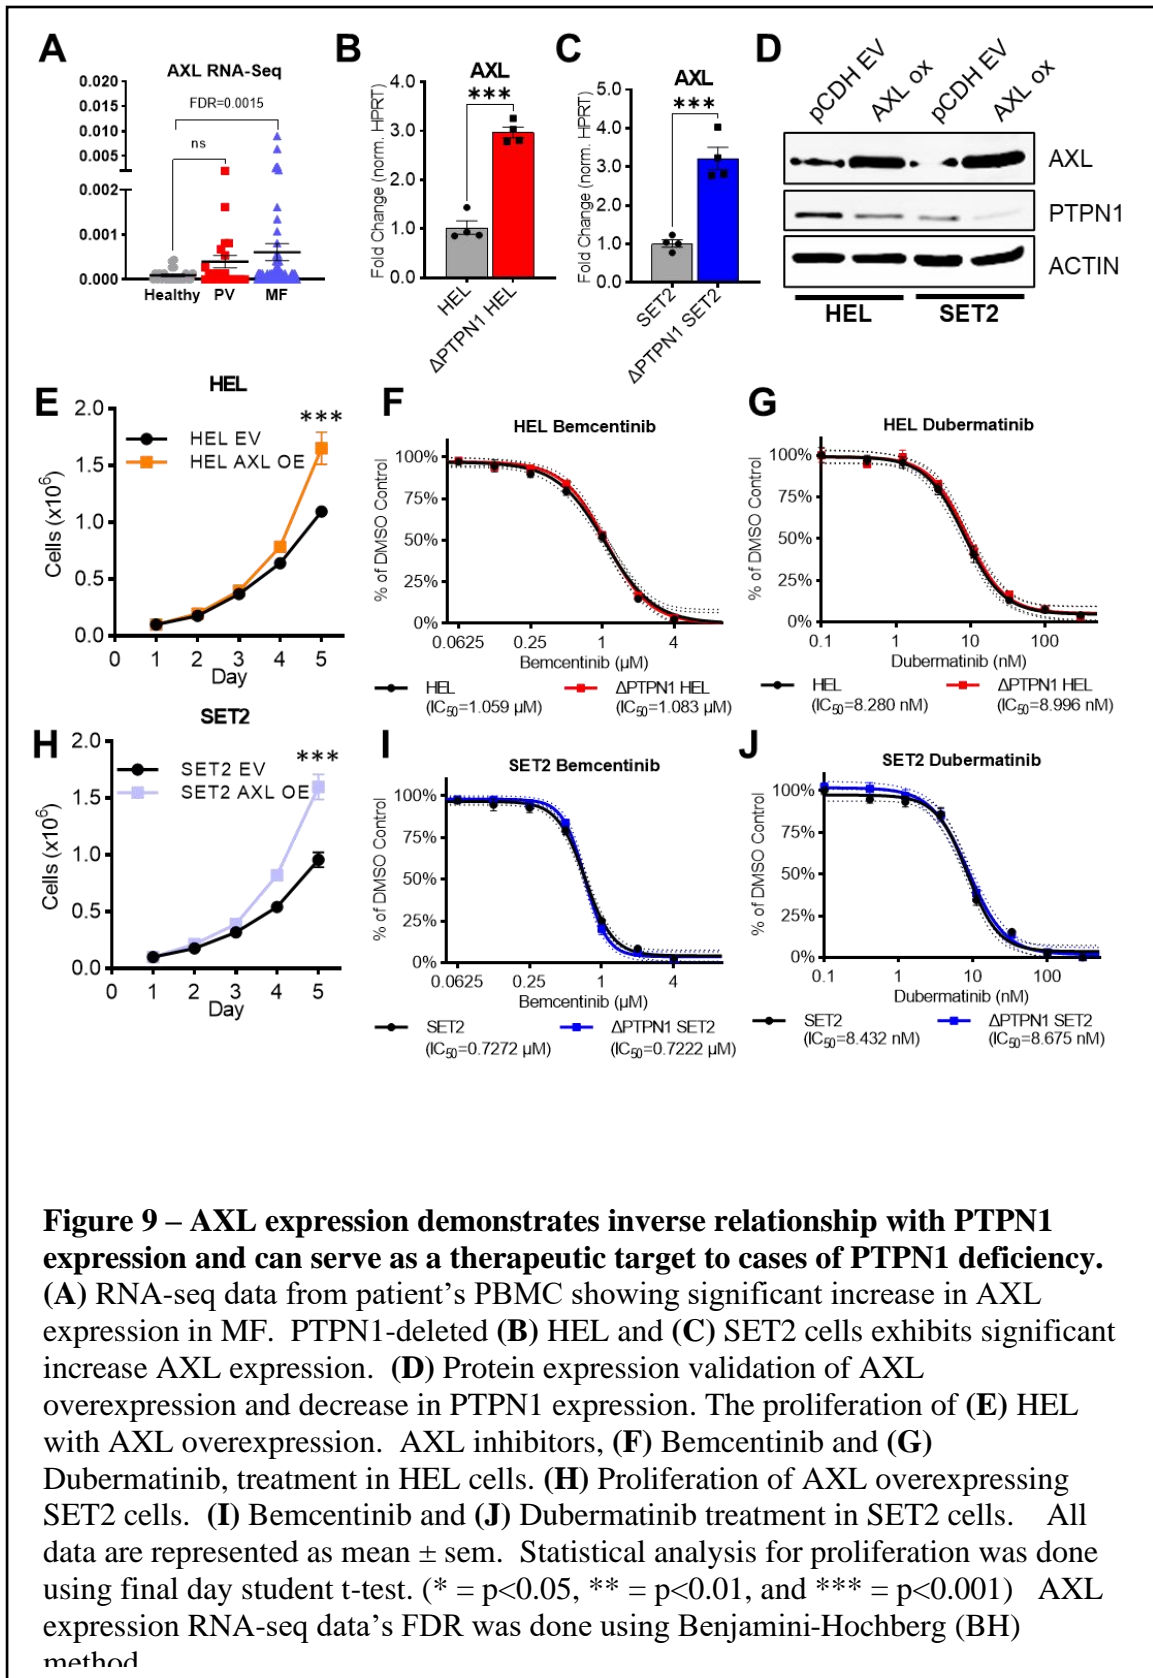 A
AXL RNA-Seq
0.020
0.015
0.010
0.005
0.002
0.001
0.000
FDR=0.0015
ns
Healthy PV MF
B
AXL
***
Fold Change (norm. HPRT)
4.0
3.0
2.0
1.0
0.0
HEL
ΔPTPN1 HEL
C
AXL
***
Fold Change (norm. HPRT)
5.0
4.0
3.0
2.0
1.0
0.0
SET2
ΔPTPN1 SET2
D
pCDH EV
AXL ox
pCDH EV
AXL ox
AXL
PTPN1
ACTIN
HEL SET2
E
HEL
***
HEL EV
HEL AXL OE
Cells (x10⁶)
2.0
1.5
1.0
0.5
0.0
0 1 2 3 4 5
Day
F
HEL Bemcentinib
% of DMSO Control
100%
75%
50%
25%
0%
0.0625 0.25 1 4
Bemcentinib (µM)
HEL
(IC₅₀=1.059 µM)
ΔPTPN1 HEL
(IC₅₀=1.083 µM)
G
HEL Dubermatinib
% of DMSO Control
100%
75%
50%
25%
0%
0.1 1 10 100
Dubermatinib (nM)
HEL
(IC₅₀=8.280 nM)
ΔPTPN1 HEL
(IC₅₀=8.996 nM)
H
SET2
***
SET2 EV
SET2 AXL OE
Cells (x10⁶)
2.0
1.5
1.0
0.5
0.0
0 1 2 3 4 5
Day
I
SET2 Bemcentinib
% of DMSO Control
100%
75%
50%
25%
0%
0.0625 0.25 1 4
Bemcentinib (µM)
SET2
(IC₅₀=0.7272 µM)
ΔPTPN1 SET2
(IC₅₀=0.7222 µM)
J
SET2 Dubermatinib
% of DMSO Control
100%
75%
50%
25%
0%
0.1 1 10 100
Dubermatinib (nM)
SET2
(IC₅₀=8.432 nM)
ΔPTPN1 SET2
(IC₅₀=8.675 nM)
Figure 9 – AXL expression demonstrates inverse relationship with PTPN1
expression and can serve as a therapeutic target to cases of PTPN1 deficiency.
(A) RNA-seq data from patient’s PBMC showing significant increase in AXL
expression in MF. PTPN1-deleted (B) HEL and (C) SET2 cells exhibits significant
increase AXL expression. (D) Protein expression validation of AXL
overexpression and decrease in PTPN1 expression. The proliferation of (E) HEL
with AXL overexpression. AXL inhibitors, (F) Bemcentinib and (G)
Dubermatinib, treatment in HEL cells. (H) Proliferation of AXL overexpressing
SET2 cells. (I) Bemcentinib and (J) Dubermatinib treatment in SET2 cells. All
data are represented as mean ± sem. Statistical analysis for proliferation was done
using final day student t-test. (* = p<0.05, ** = p<0.01, and *** = p<0.001) AXL
expression RNA-seq data’s FDR was done using Benjamini-Hochberg (BH)
method